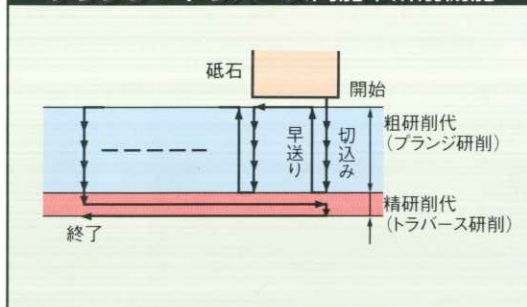 砥石
開始
早送り
切込み
粗研削代
(プランジ研削)
精研削代
(トラバース研削)
終了